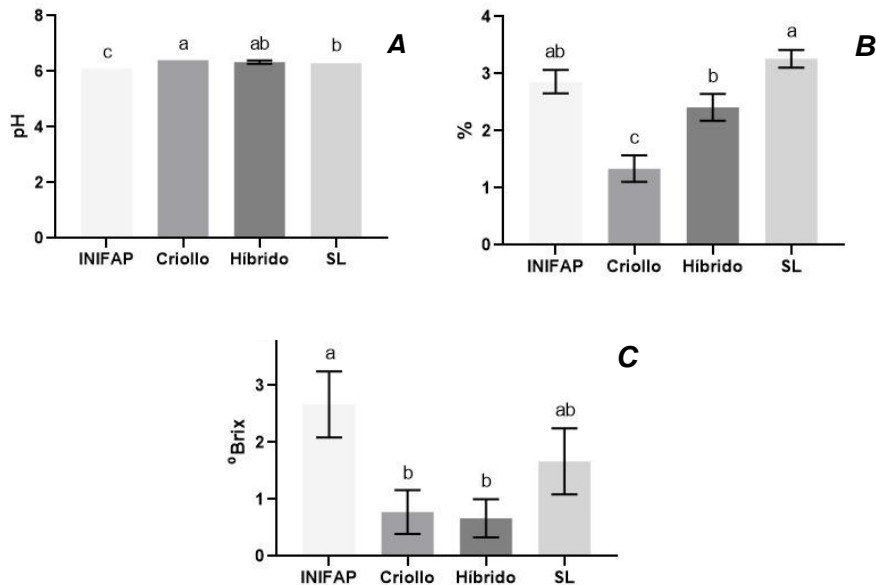 A
pH
8
6
4
2
0
c a ab b
INIFAP Criollo Híbrido SL
B
%
4
3
2
1
0
ab c b a
INIFAP Criollo Híbrido SL
C
ºBrix
3
2
1
0
a b b ab
INIFAP Criollo Híbrido SL